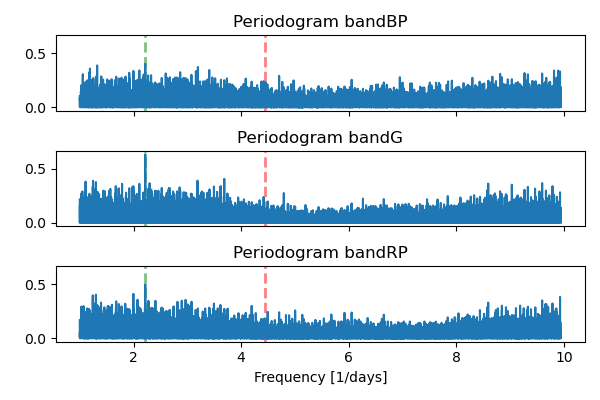 Periodogram bandBP
0.5
0.0
Periodogram bandG
0.5
0.0
Periodogram bandRP
0.5
0.0
2 4 6 8 10
Frequency [1/days]